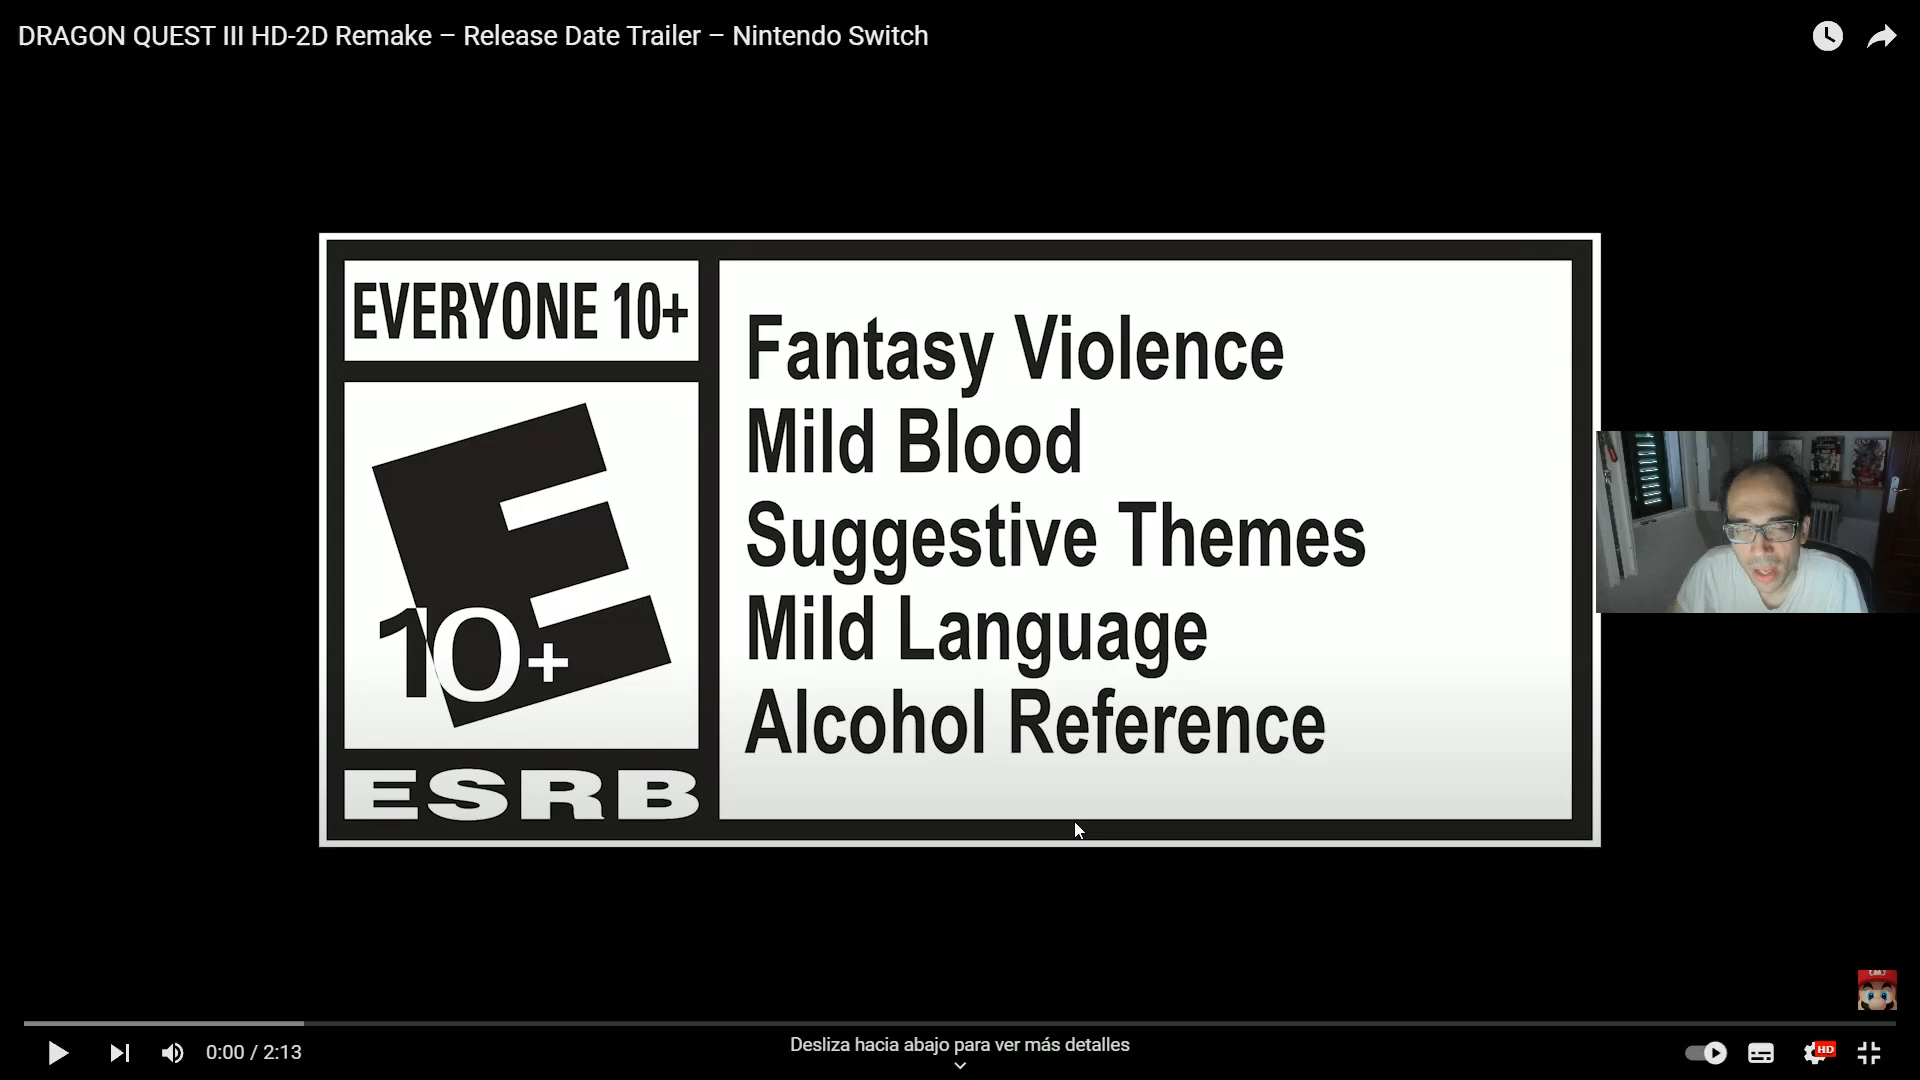 DRAGON QUEST III HD-2D Remake – Release Date Trailer – Nintendo Switch
EVERYONE 10+
E
10+
ESRB
Fantasy Violence
Mild Blood
Suggestive Themes
Mild Language
Alcohol Reference
M
0:00 / 2:13
Desliza hacia abajo para ver más detalles
HD